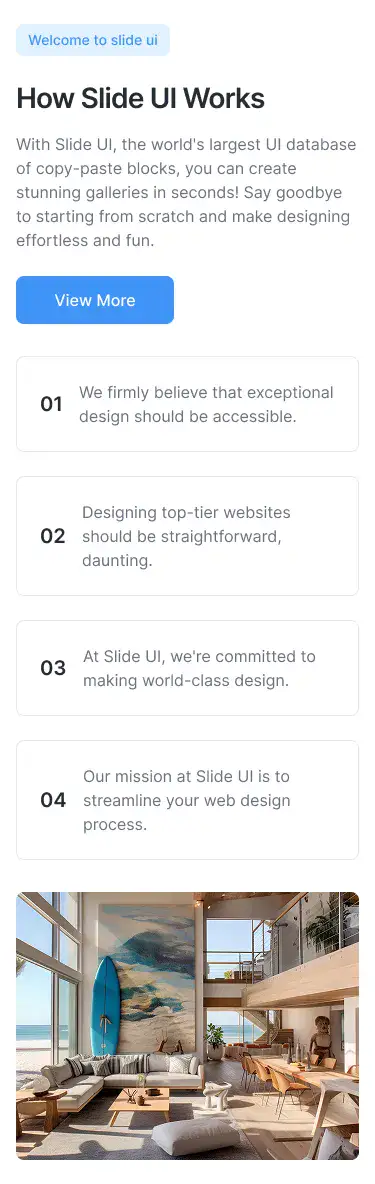 Welcome to slide ui
How Slide UI Works
With Slide UI, the world's largest UI database
of copy-paste blocks, you can create
stunning galleries in seconds! Say goodbye
to starting from scratch and make designing
effortless and fun.
View More
01
We firmly believe that exceptional
design should be accessible.
02
Designing top-tier websites
should be straightforward,
daunting.
03
At Slide UI, we're committed to
making world-class design.
04
Our mission at Slide UI is to
streamline your web design
process.